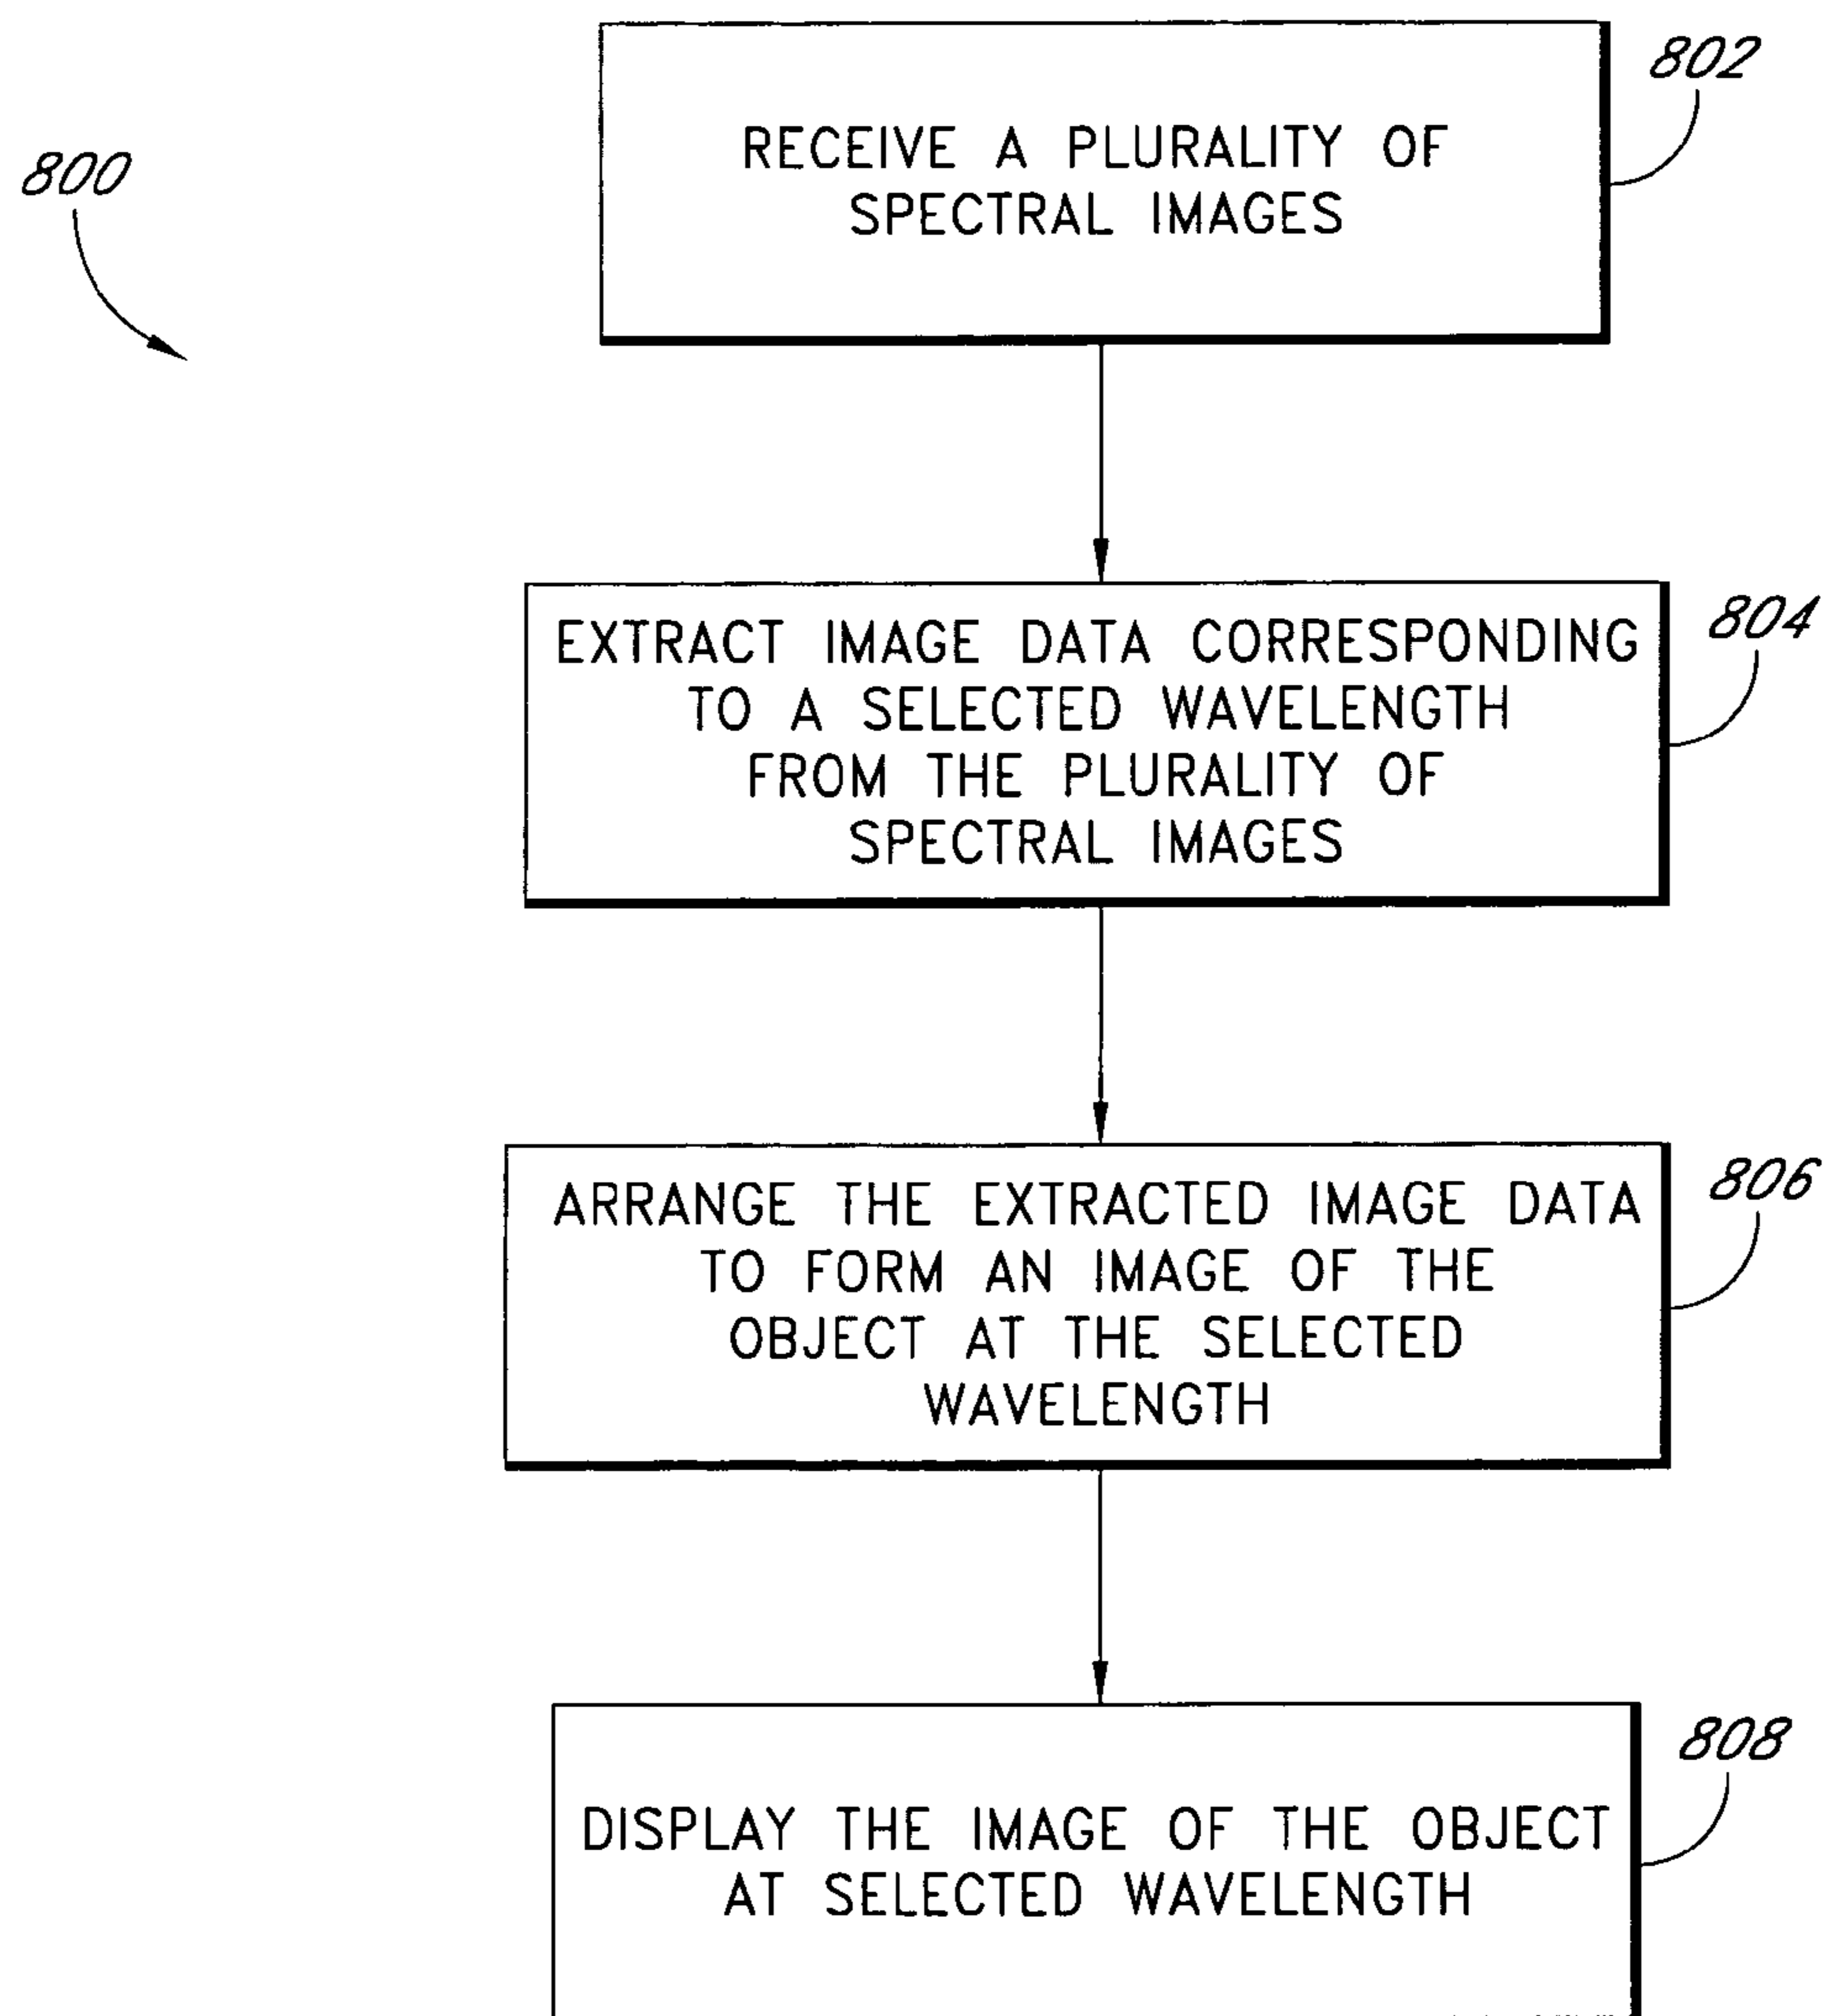 800
802
RECEIVE A PLURALITY OF
SPECTRAL IMAGES
804
EXTRACT IMAGE DATA CORRESPONDING
TO A SELECTED WAVELENGTH
FROM THE PLURALITY OF
SPECTRAL IMAGES
806
ARRANGE THE EXTRACTED IMAGE DATA
TO FORM AN IMAGE OF THE
OBJECT AT THE SELECTED
WAVELENGTH
808
DISPLAY THE IMAGE OF THE OBJECT
AT SELECTED WAVELENGTH